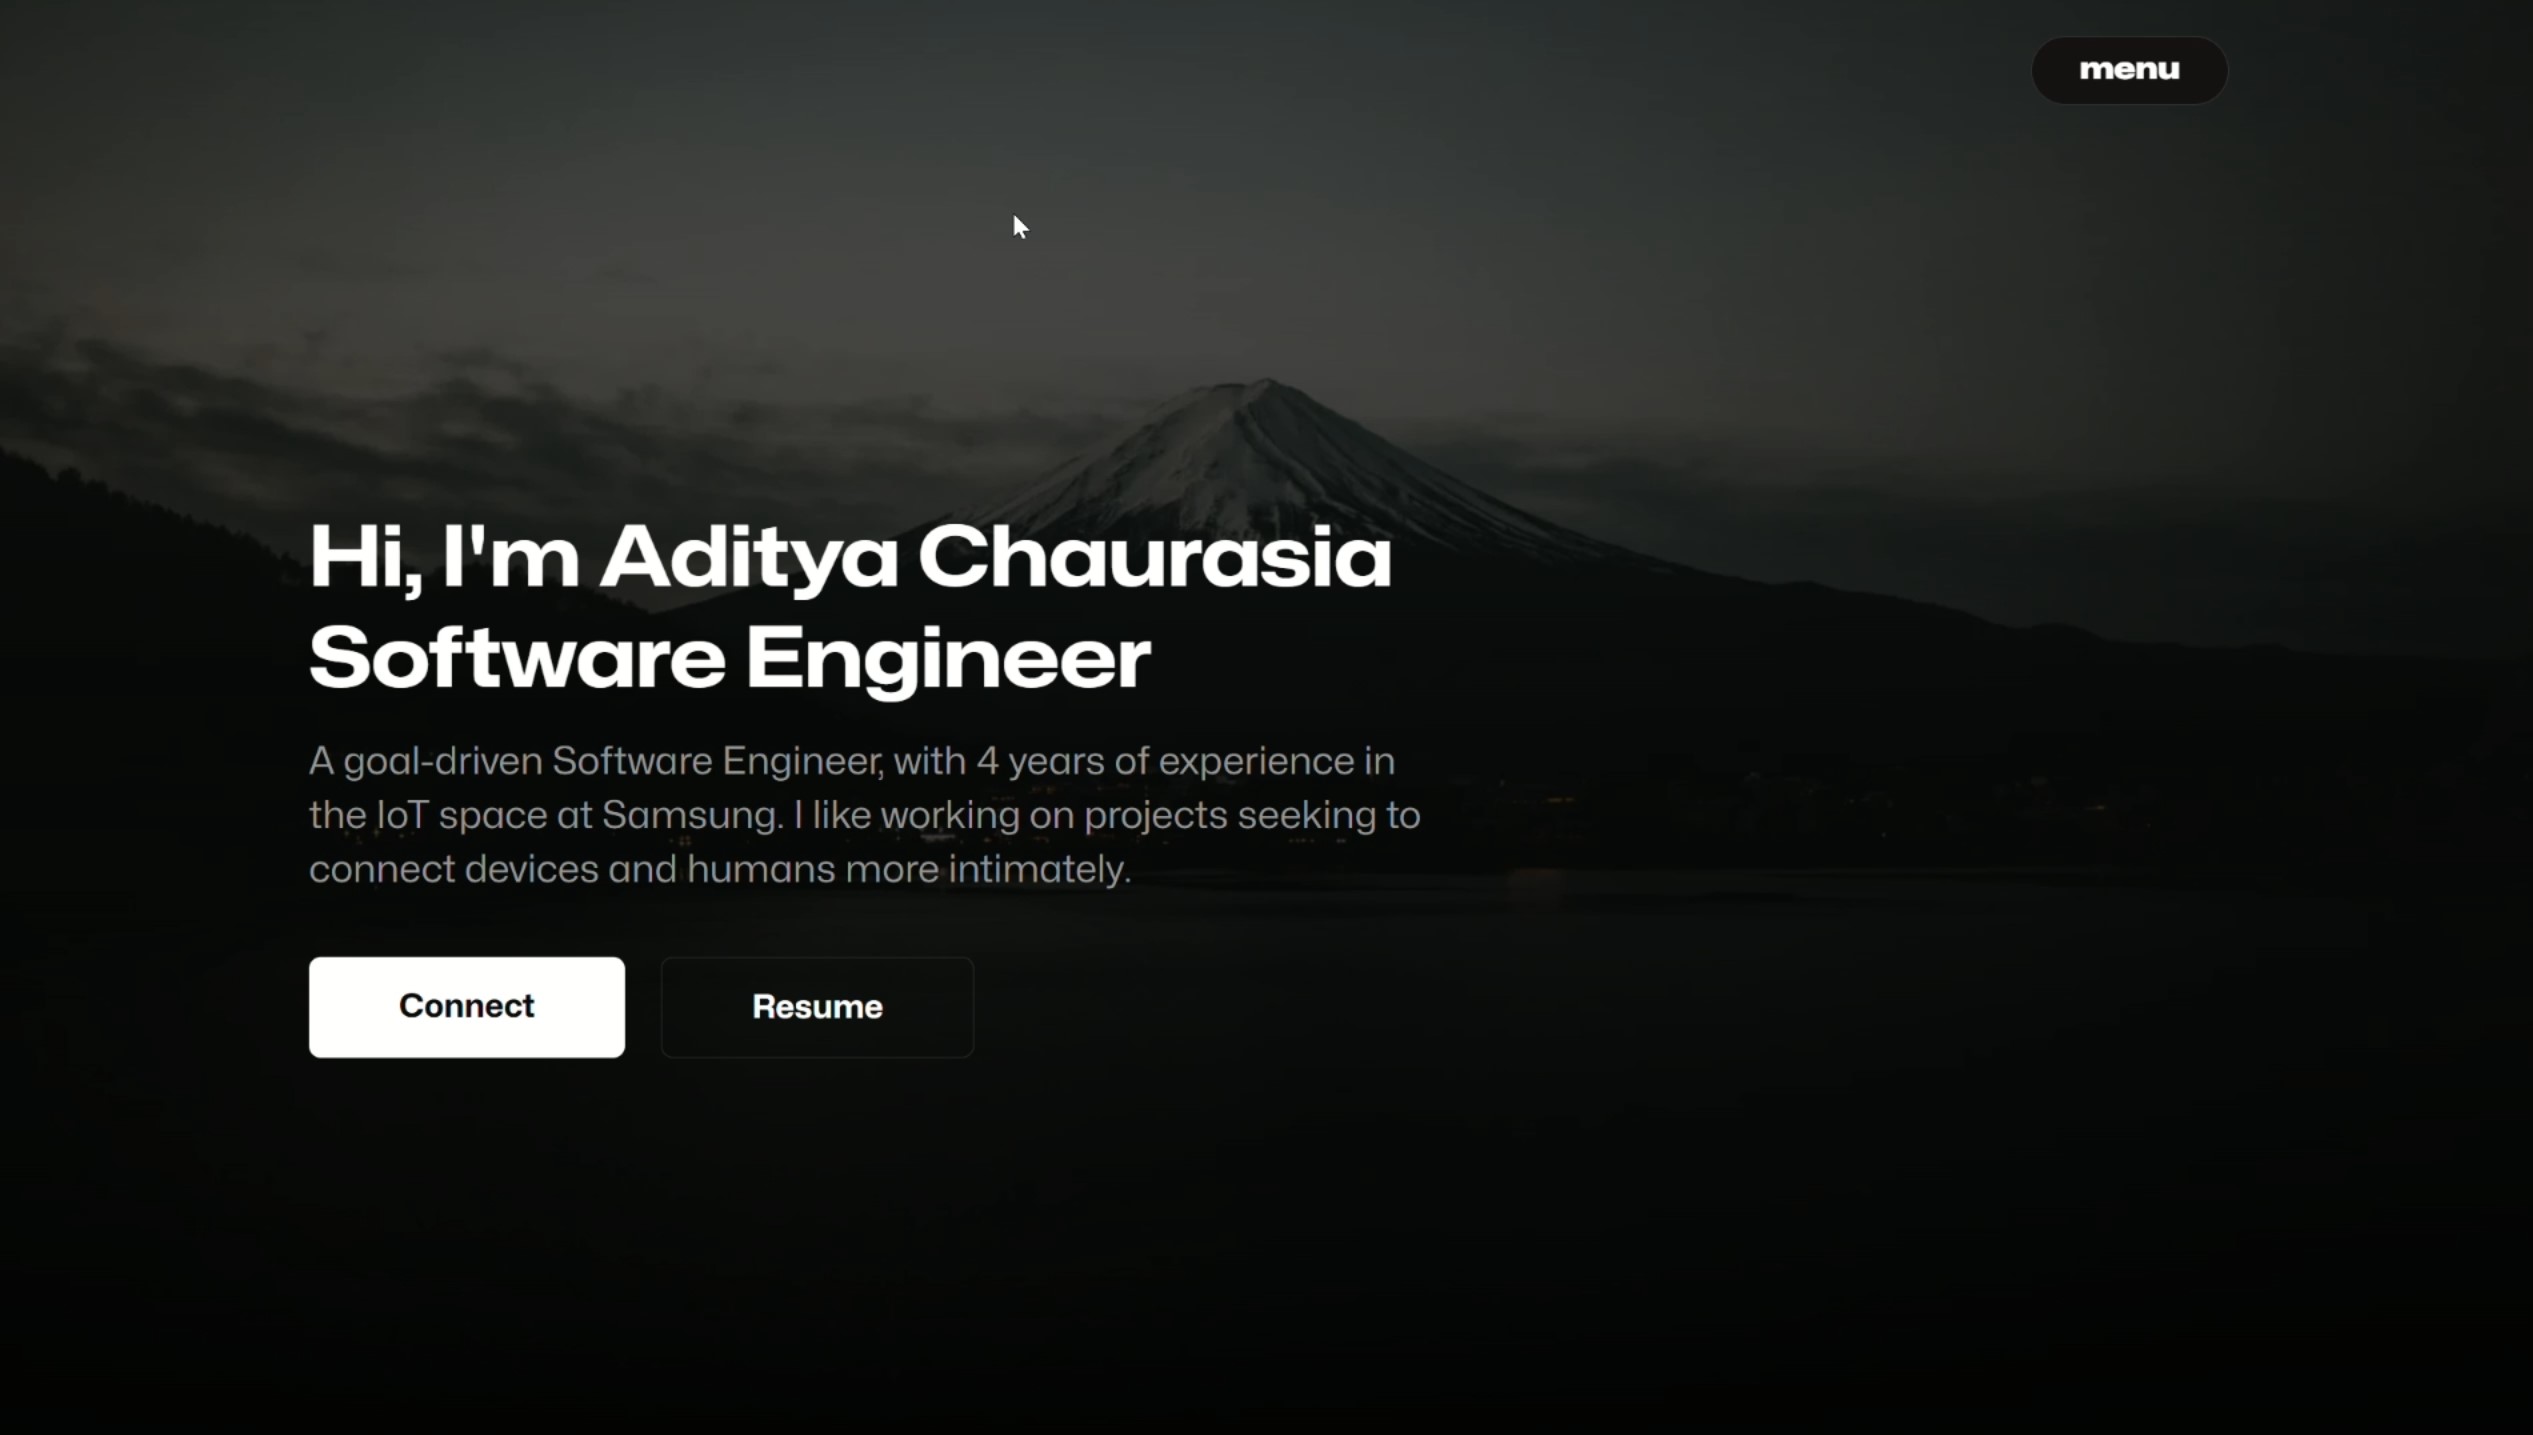 menu
Hi, I'm Aditya Chaurasia
Software Engineer
A goal-driven Software Engineer, with 4 years of experience in
the IoT space at Samsung. I like working on projects seeking to
connect devices and humans more intimately.
Connect
Resume